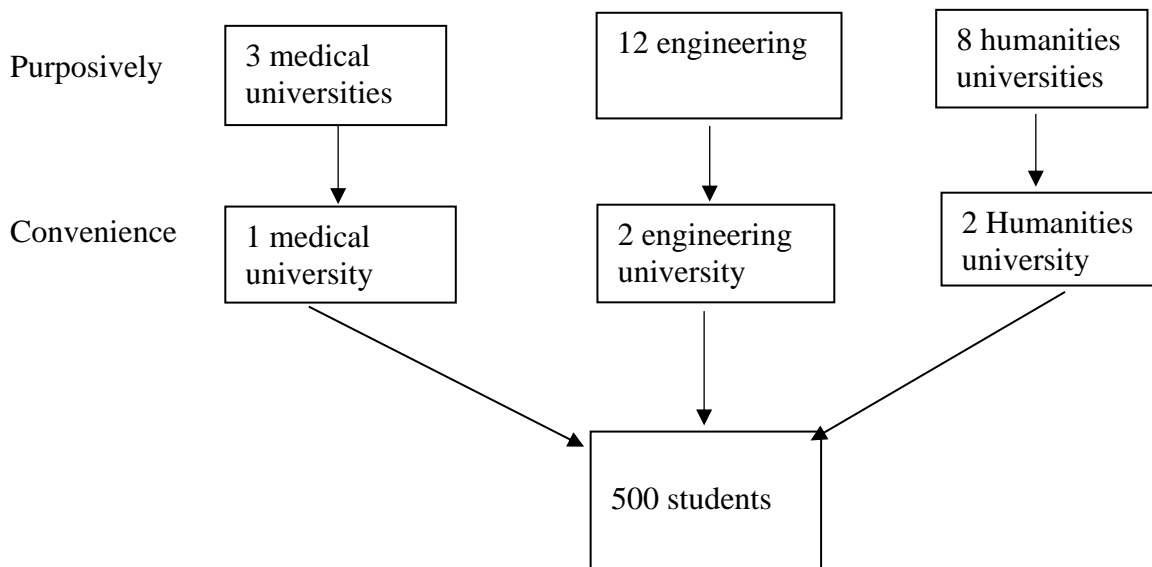 Purposively
3 medical
universities
12 engineering
8 humanities
universities
Convenience
1 medical
university
2 engineering
university
2 Humanities
university
500 students